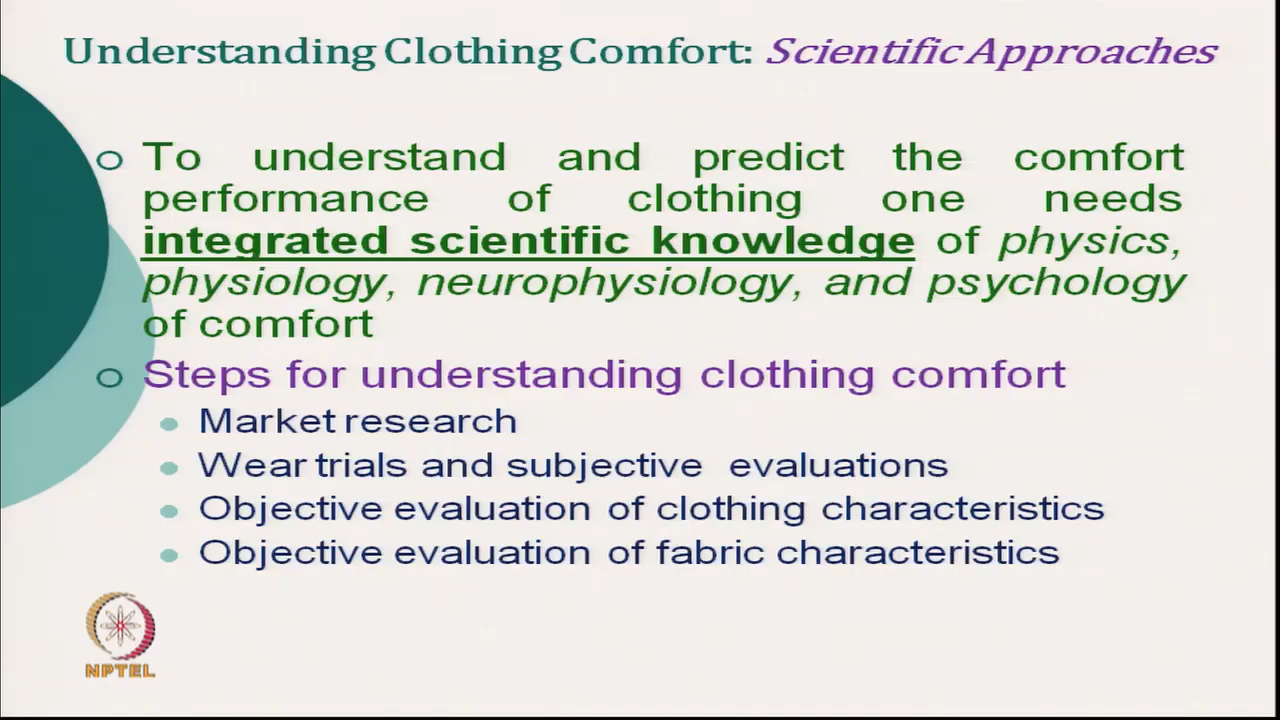 Understanding Clothing Comfort: Scientific Approaches
To understand and predict the comfort
performance of clothing one needs
integrated scientific knowledge of physics,
physiology, neurophysiology, and psychology
of comfort
Steps for understanding clothing comfort
Market research
Wear trials and subjective evaluations
Objective evaluation of clothing characteristics
Objective evaluation of fabric characteristics
NPTEL